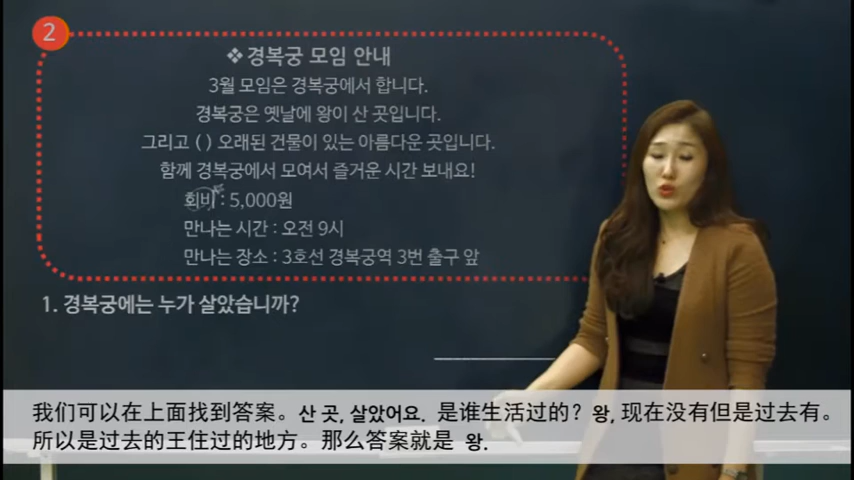 2
❖경복궁 모임 안내
3월 모임은 경복궁에서 합니다.
경복궁은 옛날에 왕이 산 곳입니다.
그리고 ( ) 오래된 건물이 있는 아름다운 곳입니다.
함께 경복궁에서 모여서 즐거운 시간 보내요!
회비 : 5,000원
만나는 시간 : 오전 9시
만나는 장소 : 3호선 경복궁역 3번 출구 앞
1. 경복궁에는 누가 살았습니까?
我们可以在上面找到答案。산 곳, 살았어요. 是谁生活过的？왕, 现在没有但是过去有。
所以是过去的王住过的地方。那么答案就是 왕.